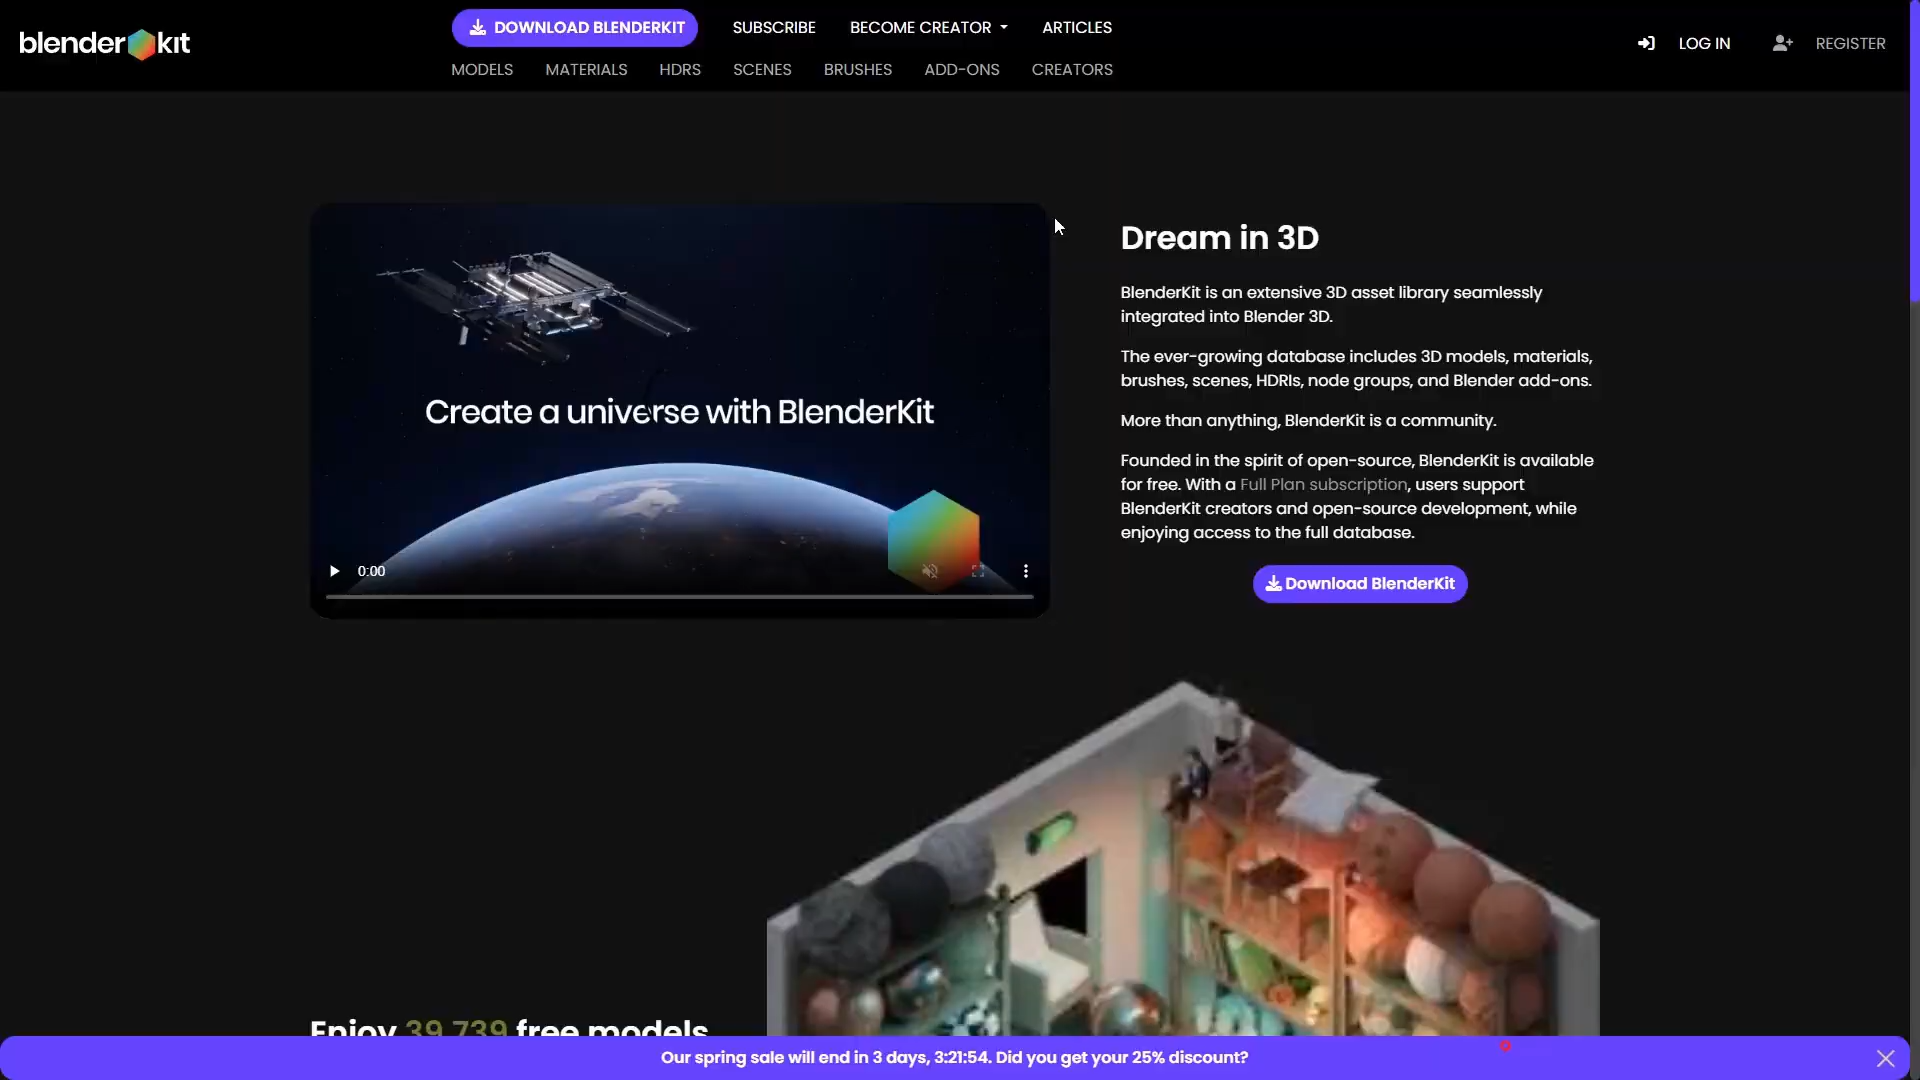 blenderkit
DOWNLOAD BLENDERKIT
SUBSCRIBE
BECOME CREATOR
ARTICLES
LOG IN
REGISTER
MODELS
MATERIALS
HDRS
SCENES
BRUSHES
ADD-ONS
CREATORS
Create a universe with BlenderKit
0:00
Dream in 3D
BlenderKit is an extensive 3D asset library seamlessly
integrated into Blender 3D.
The ever-growing database includes 3D models, materials,
brushes, scenes, HDRIs, node groups, and Blender add-ons.
More than anything, BlenderKit is a community.
Founded in the spirit of open-source, BlenderKit is available
for free. With a Full Plan subscription, users support
BlenderKit creators and open-source development, while
enjoying access to the full database.
Download BlenderKit
Enjoy 39,739 free models
Our spring sale will end in 3 days, 3:21:54. Did you get your 25% discount?